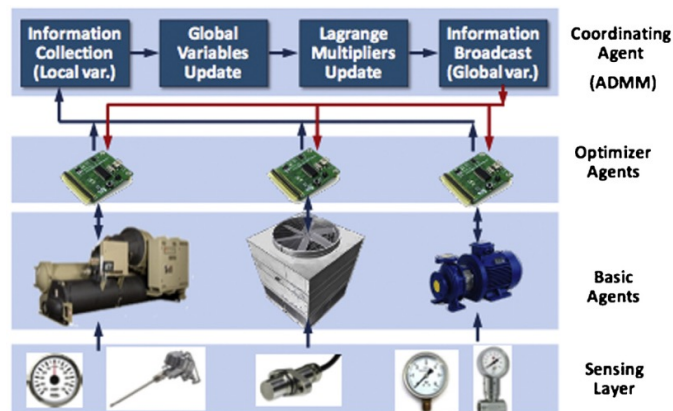 Information
Collection
(Local var.)
Global
Variables
Update
Lagrange
Multipliers
Update
Information
Broadcast
(Global var.)
Coordinating
Agent
(ADMM)
Optimizer
Agents
Basic
Agents
Sensing
Layer